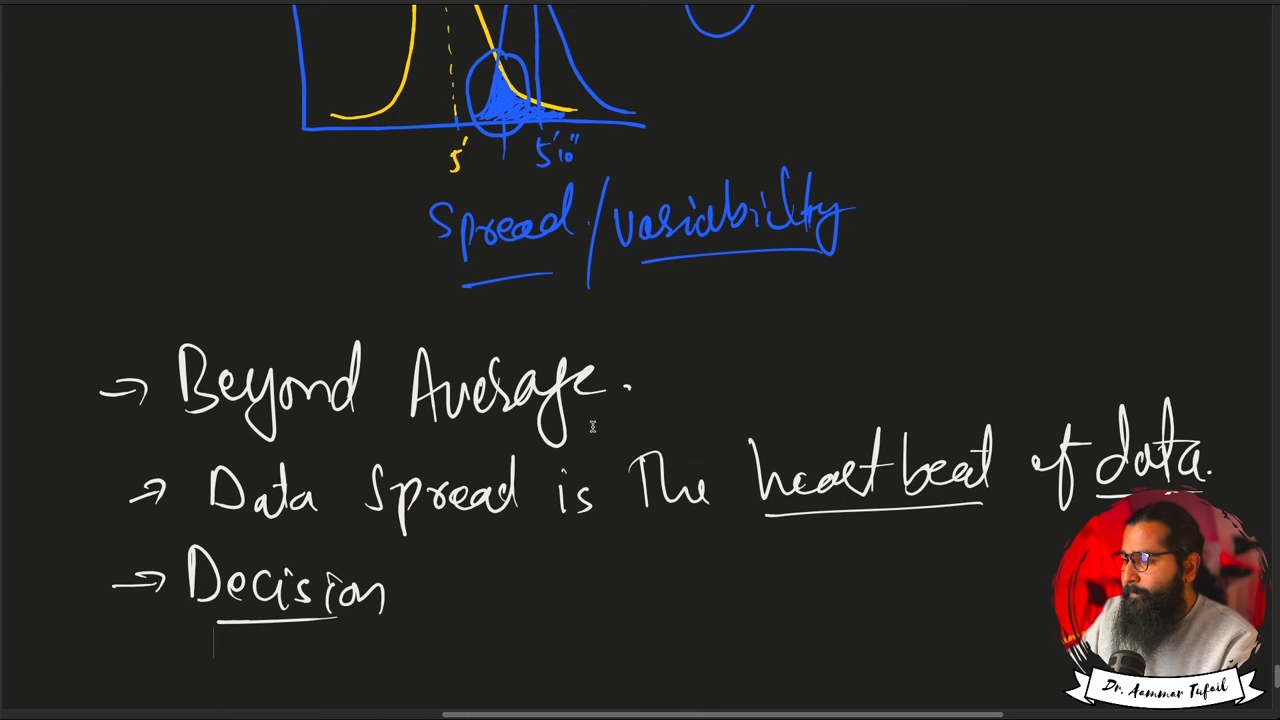 5' 5'10"
Spread / variability
→ Beyond Average.
→ Data Spread is The heartbeat of data.
→ Decision
Dr. Aammar Tufail